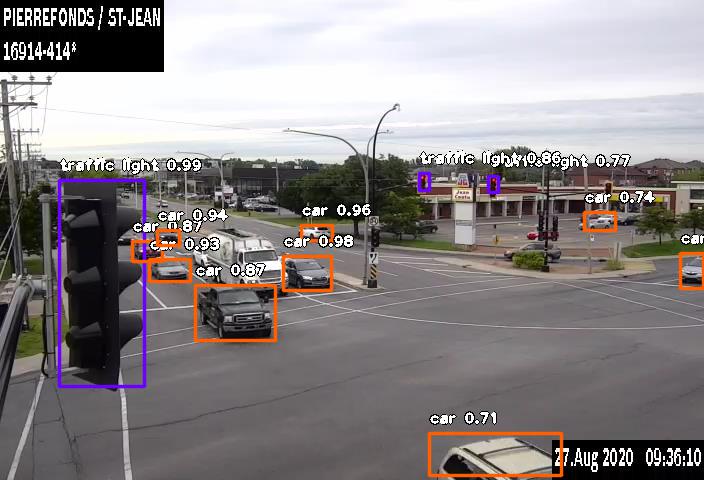 PIERREFONDS / ST-JEAN
16914-414*
traffic light 0.99
traffic light 0.86
light 0.77
car 0.74
car 0.94
car 0.87
car 0.93
car 0.96
car 0.98
car 0.87
car
Jean
Coutu
car 0.71
27.Aug 2020 09:36:10